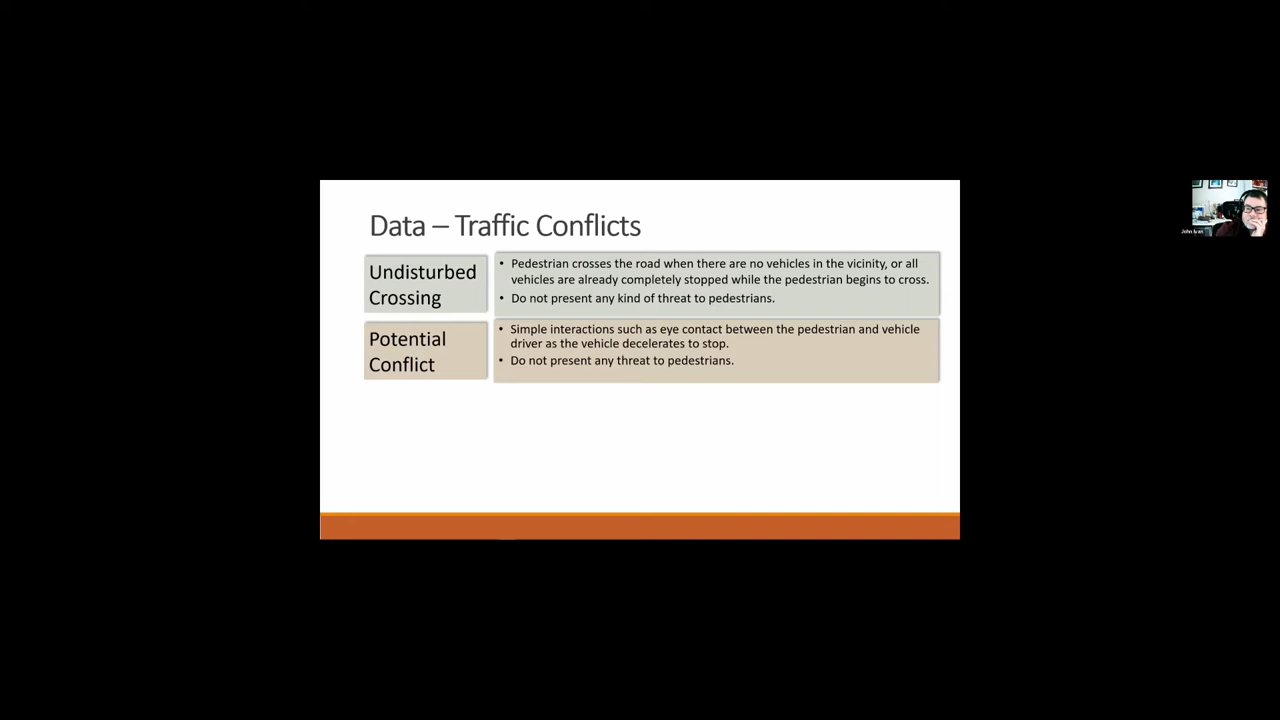 Data – Traffic Conflicts
Undisturbed
Crossing
• Pedestrian crosses the road when there are no vehicles in the vicinity, or all
vehicles are already completely stopped while the pedestrian begins to cross.
• Do not present any kind of threat to pedestrians.
Potential
Conflict
• Simple interactions such as eye contact between the pedestrian and vehicle
driver as the vehicle decelerates to stop.
• Do not present any threat to pedestrians.
John Ivan